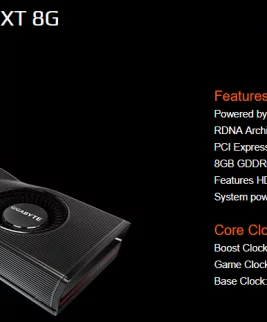 XT 8G
Features
Powered by
RDNA Archi
PCI Express
8GB GDDR
Features HD
System pow
GIGABYTE
Core Clo
Boost Clock
Game Clock
Base Clock: